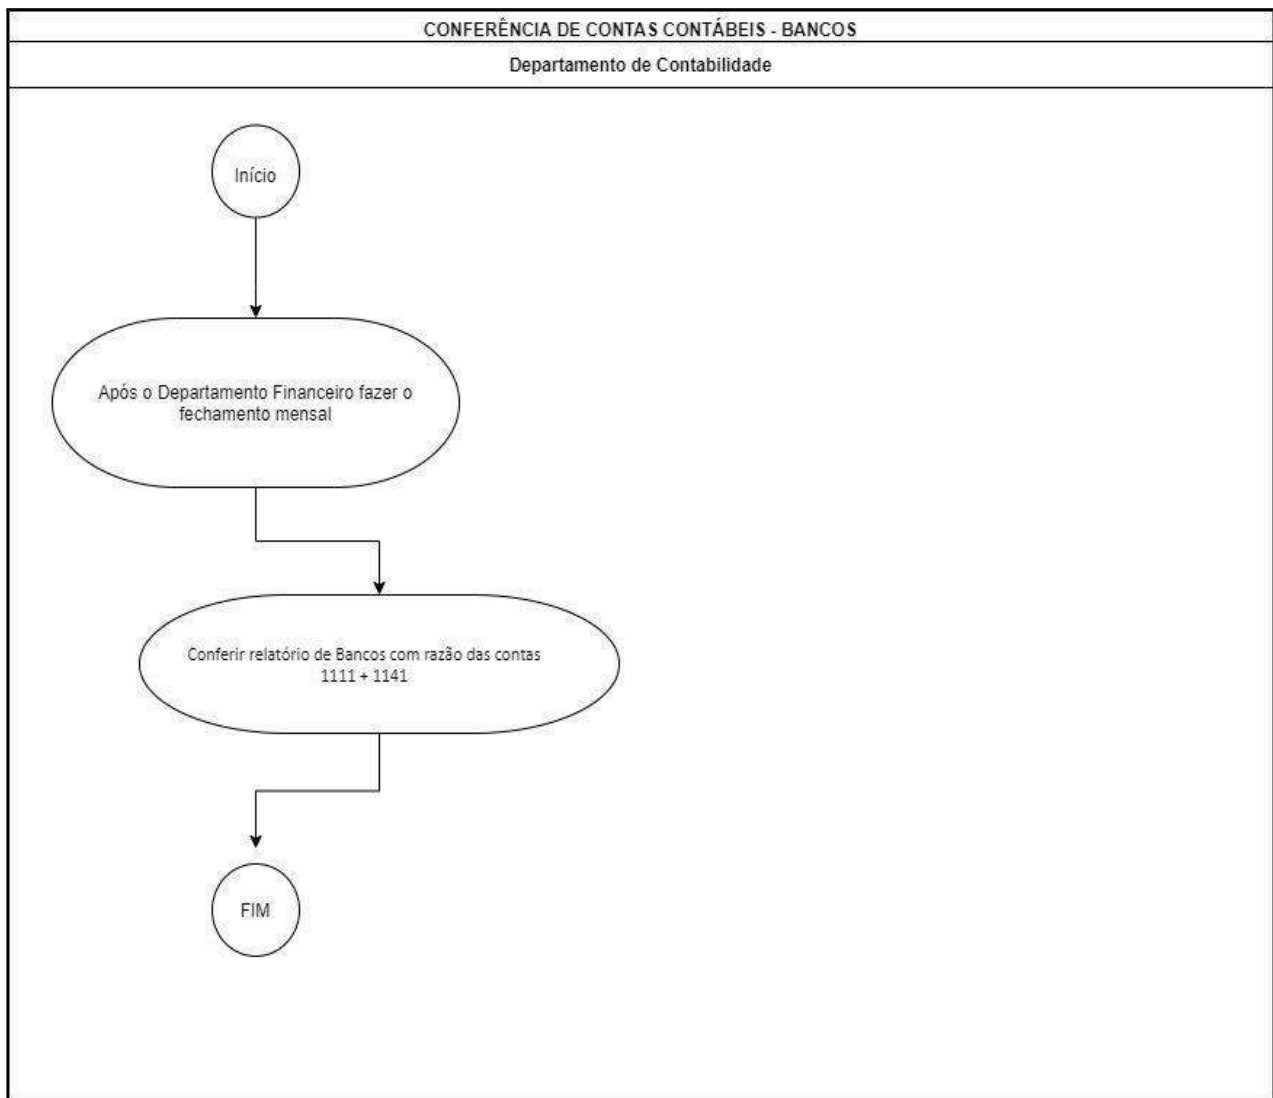 CONFERÊNCIA DE CONTAS CONTÁBEIS - BANCOS
Departamento de Contabilidade
Início
Após o Departamento Financeiro fazer o
fechamento mensal
Conferir relatório de Bancos com razão das contas
1111 + 1141
FIM